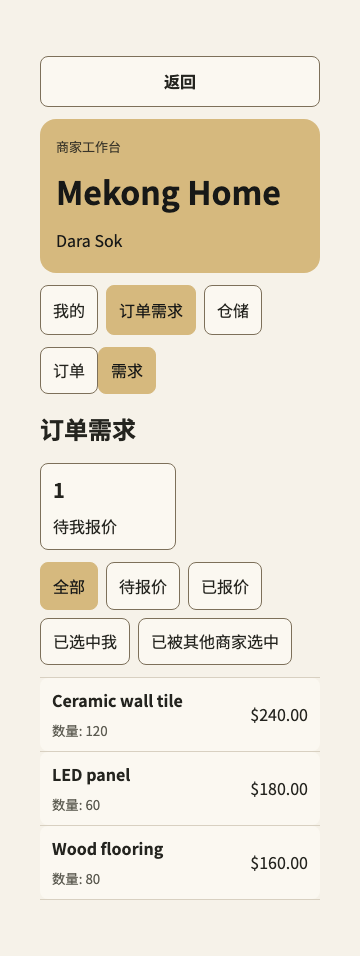 返回
商家工作台
Mekong Home
Dara Sok
我的 订单需求 仓储
订单 需求
订单需求
1
待我报价
全部 待报价 已报价
已选中我 已被其他商家选中
Ceramic wall tile
$240.00
数量: 120
LED panel
$180.00
数量: 60
Wood flooring
$160.00
数量: 80